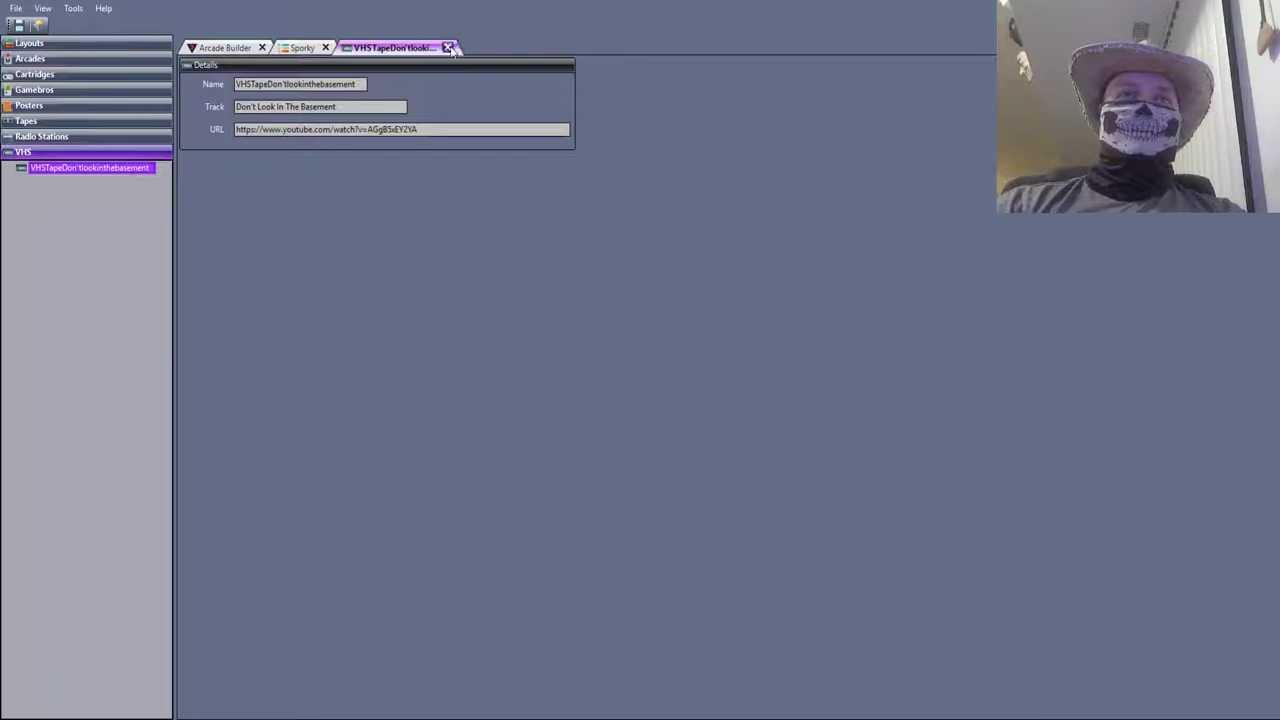 File View Tools Help
Layouts
Arcades
Cartridges
Gamebros
Posters
Tapes
Radio Stations
VHS
VHSTapeDon'tlookinthebasement
Arcade Builder Sporky VHSTapeDon'tlooki...
Details
Name VHSTapeDon'tlookinthebasement
Track Don't Look In The Basement
URL https://www.youtube.com/watch?v=AGgB5xEYZYA